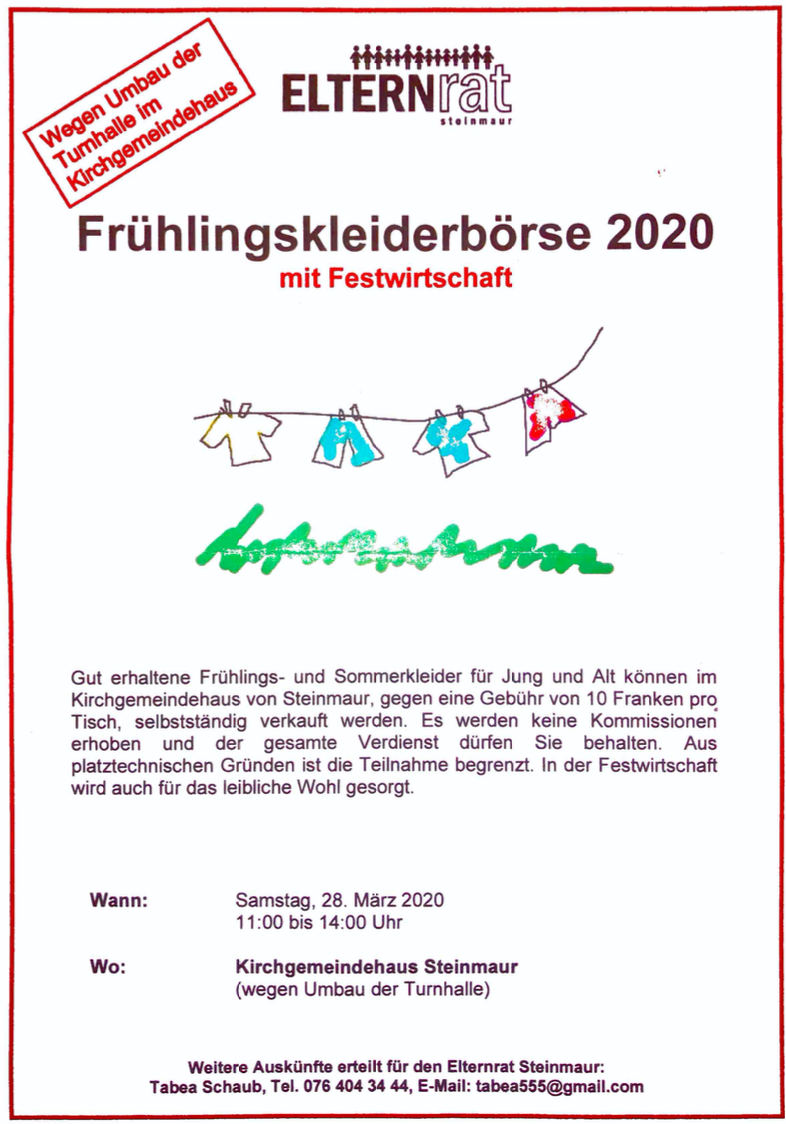 Wegen Umbau der
Turnhalle im
Kirchgemeindehaus
ELTERNrat
steinmaur
Frühlingskleiderbörse 2020
mit Festwirtschaft
Gut erhaltene Frühlings- und Sommerkleider für Jung und Alt können im
Kirchgemeindehaus von Steinmaur, gegen eine Gebühr von 10 Franken pro
Tisch, selbstständig verkauft werden. Es werden keine Kommissionen
erhoben und der gesamte Verdienst dürfen Sie behalten. Aus
platztechnischen Gründen ist die Teilnahme begrenzt. In der Festwirtschaft
wird auch für das leibliche Wohl gesorgt.
Wann: Samstag, 28. März 2020
11:00 bis 14:00 Uhr
Wo: Kirchgemeindehaus Steinmaur
(wegen Umbau der Turnhalle)
Weitere Auskünfte erteilt für den Elternrat Steinmaur:
Tabea Schaub, Tel. 076 404 34 44, E-Mail: tabea555@gmail.com